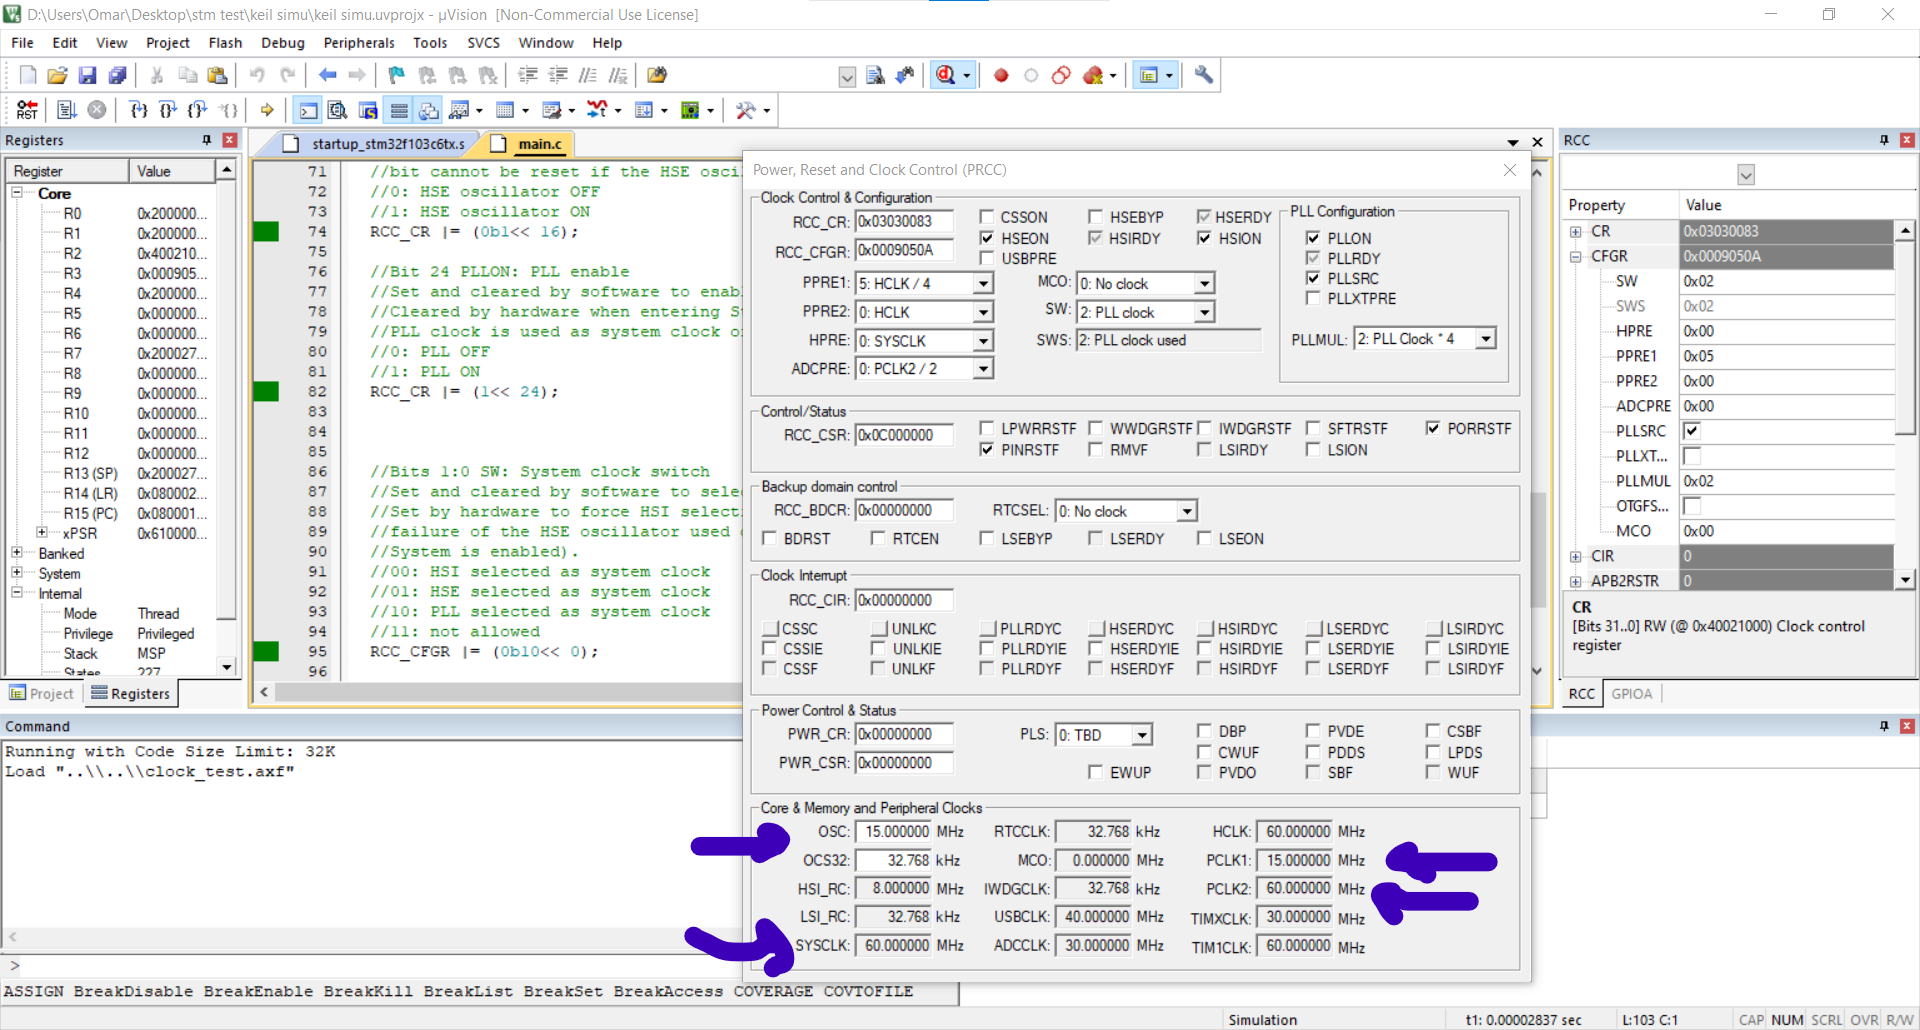 D:\Users\Omar\Desktop\stm test\keil simu\keil simu.uvprojx - µVision  [Non-Commercial Use License]
File Edit View Project Flash Debug Peripherals Tools SVCS Window Help
Registers
Register Value
Core
R0 0x200000...
R1 0x200000...
R2 0x400210...
R3 0x000905...
R4 0x200000...
R5 0x000000...
R6 0x000000...
R7 0x200027...
R8 0x000000...
R9 0x000000...
R10 0x000000...
R11 0x000000...
R12 0x000000...
R13 (SP) 0x200027...
R14 (LR) 0x080002...
R15 (PC) 0x080001...
xPSR 0x610000...
Banked
System
Internal
Mode Thread
Privilege Privileged
Stack MSP
States 227
Project Registers
startup_stm32f103c6tx.s main.c
71 //bit cannot be reset if the HSE osci
72 //0: HSE oscillator OFF
73 //1: HSE oscillator ON
74 RCC_CR |= (0b1<< 16);
75
76 //Bit 24 PLLON: PLL enable
77 //Set and cleared by software to enab
78 //Cleared by hardware when entering S
79 //PLL clock is used as system clock o
80 //0: PLL OFF
81 //1: PLL ON
82 RCC_CR |= (1<< 24);
83
84
85
86 //Bits 1:0 SW: System clock switch
87 //Set and cleared by software to sele
88 //Set by hardware to force HSI select
89 //failure of the HSE oscillator used
90 //System is enabled).
91 //00: HSI selected as system clock
92 //01: HSE selected as system clock
93 //10: PLL selected as system clock
94 //11: not allowed
95 RCC_CFGR |= (0b10<< 0);
96
Power, Reset and Clock Control (PRCC)
Clock Control & Configuration
RCC_CR: 0x03030083 CSSON HSEBYP HSERDY
RCC_CFGR: 0x0009050A HSEON HSIRDY HSION
USBPRE
PPRE1: 5: HCLK / 4 MCO: 0: No clock
PPRE2: 0: HCLK SW: 2: PLL clock
HPRE: 0: SYSCLK SWS: 2: PLL clock used
ADCPRE: 0: PCLK2 / 2
PLL Configuration
PLLON
PLLRDY
PLLSRC
PLLXTPRE
PLLMUL: 2: PLL Clock * 4
Control/Status
RCC_CSR: 0x0C000000 LPWRRSTF WWDGRSTF IWDGRSTF SFTRSTF PORRSTF
PINRSTF RMVF LSIRDY LSION
Backup domain control
RCC_BDCR: 0x00000000 RTCSEL: 0: No clock
BDRST RTCEN LSEBYP LSERDY LSEON
Clock Interrupt
RCC_CIR: 0x00000000
CSSC UNLKC PLLRDYC HSERDYC HSIRDYC LSERDYC LSIRDYC
CSSIE UNLKIE PLLRDYIE HSERDYIE HSIRDYIE LSERDYIE LSIRDYIE
CSSF UNLKF PLLRDYF HSERDYF HSIRDYF LSERDYF LSIRDYF
Power Control & Status
PWR_CR: 0x00000000 PLS: 0: TBD DBP PVDE CSBF
PWR_CSR: 0x00000000 CWUF PDDS LPDS
EWUP PVDO SBF WUF
Core & Memory and Peripheral Clocks
OSC: 15.000000 MHz RTCCLK: 32.768 kHz HCLK: 60.000000 MHz
OCS32: 32.768 kHz MCO: 0.000000 MHz PCLK1: 15.000000 MHz
HSI_RC: 8.000000 MHz IWDGCLK: 32.768 kHz PCLK2: 60.000000 MHz
LSI_RC: 32.768 kHz USBCLK: 40.000000 MHz TIMXCLK: 30.000000 MHz
SYSCLK: 60.000000 MHz ADCCLK: 30.000000 MHz TIM1CLK: 60.000000 MHz
RCC
Property Value
CR 0x03030083
CFGR 0x0009050A
SW 0x02
SWS 0x02
HPRE 0x00
PPRE1 0x05
PPRE2 0x00
ADCPRE 0x00
PLLSRC
PLLXT...
PLLMUL 0x02
OTGFS...
MCO 0x00
CIR 0
APB2RSTR 0
CR
[Bits 31..0] RW (@ 0x40021000) Clock control
register
RCC GPIOA
Command
Running with Code Size Limit: 32K
Load "..\\..\\clock_test.axf"
>
ASSIGN BreakDisable BreakEnable BreakKill BreakList BreakSet BreakAccess COVERAGE COVTOFILE
Simulation t1: 0.00002837 sec L:103 C:1 CAP NUM SCRL OVR R/W